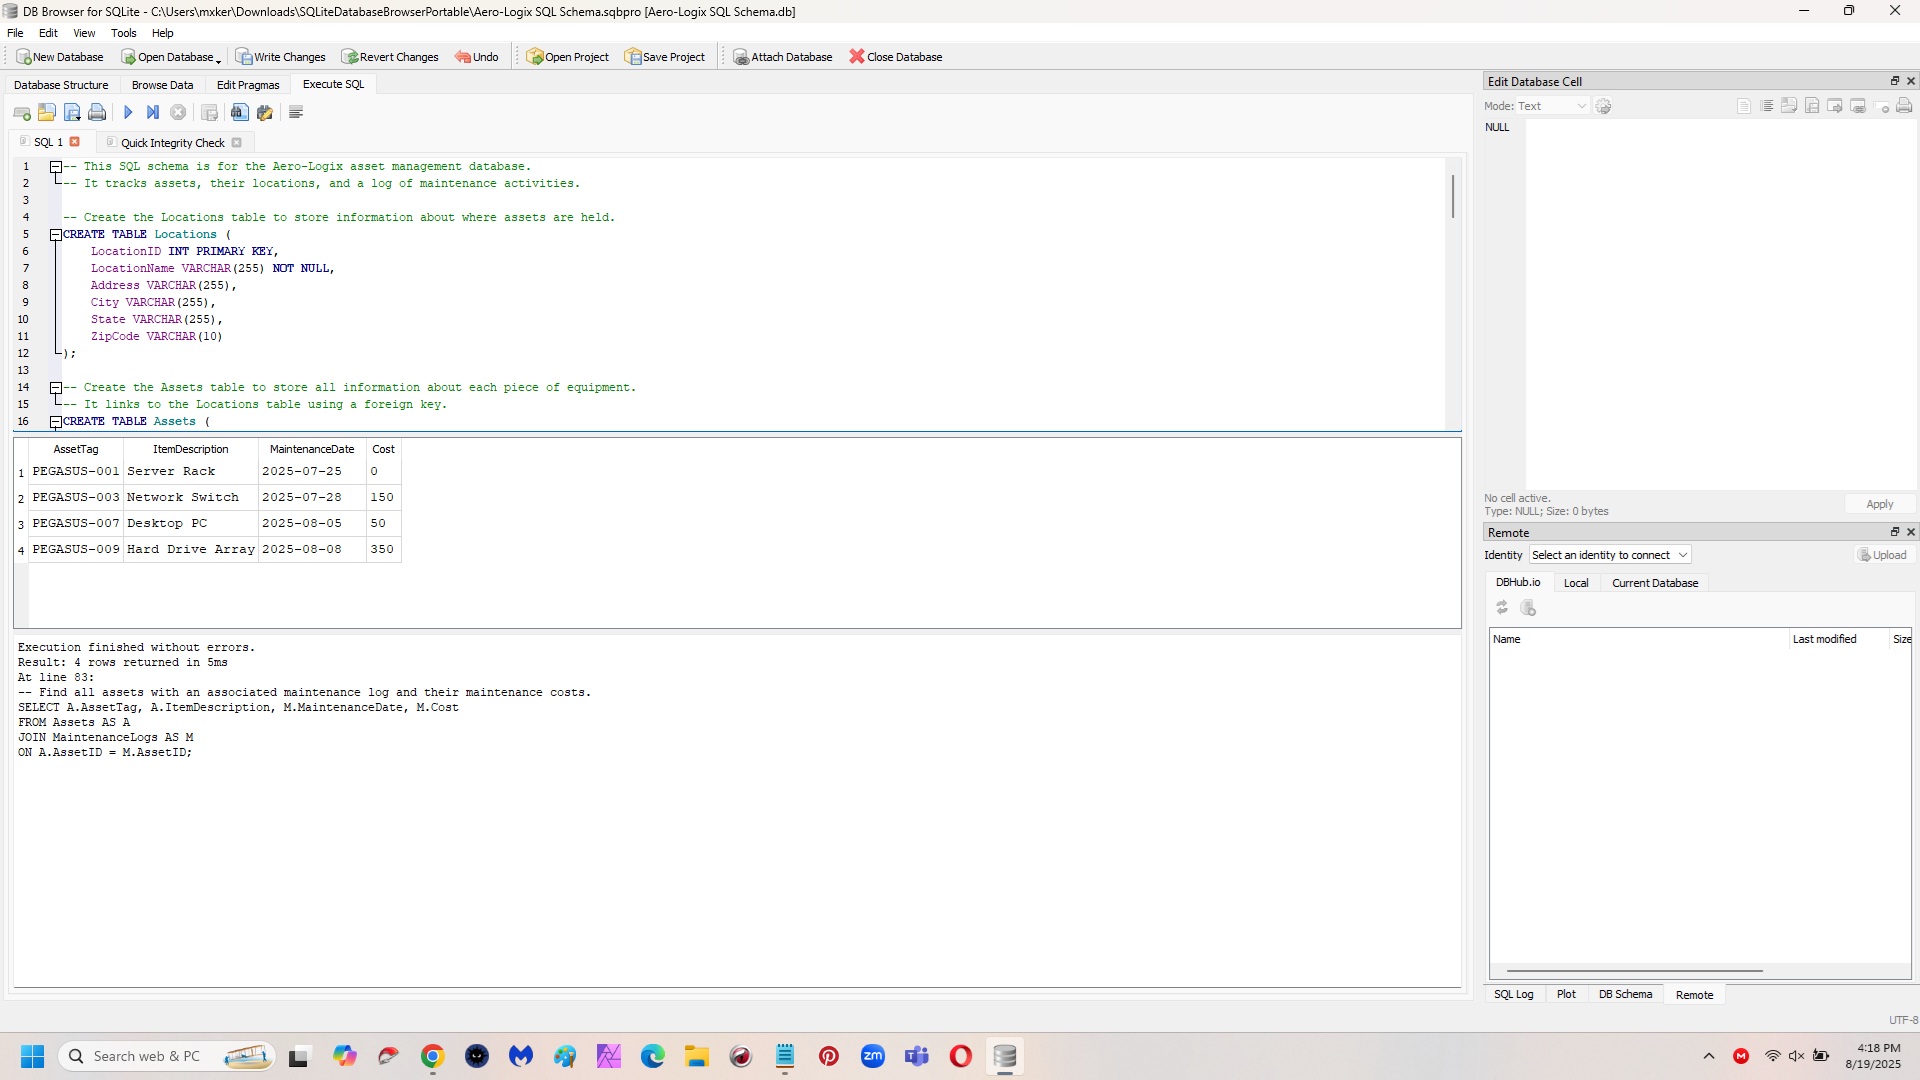 DB Browser for SQLite - C:\Users\mxker\Downloads\SQLiteDatabaseBrowserPortable\Aero-Logix SQL Schema.sqbpro [Aero-Logix SQL Schema.db]
File Edit View Tools Help
New Database Open Database Write Changes Revert Changes Undo Open Project Save Project Attach Database Close Database
Database Structure Browse Data Edit Pragmas Execute SQL
SQL 1 Quick Integrity Check
1 -- This SQL schema is for the Aero-Logix asset management database.
2 -- It tracks assets, their locations, and a log of maintenance activities.
3
4 -- Create the Locations table to store information about where assets are held.
5 CREATE TABLE Locations (
6 LocationID INT PRIMARY KEY,
7 LocationName VARCHAR(255) NOT NULL,
8 Address VARCHAR(255),
9 City VARCHAR(255),
10 State VARCHAR(255),
11 ZipCode VARCHAR(10)
12 );
13
14 -- Create the Assets table to store all information about each piece of equipment.
15 -- It links to the Locations table using a foreign key.
16 CREATE TABLE Assets (
AssetTag ItemDescription MaintenanceDate Cost
1 PEGASUS-001 Server Rack 2025-07-25 0
2 PEGASUS-003 Network Switch 2025-07-28 150
3 PEGASUS-007 Desktop PC 2025-08-05 50
4 PEGASUS-009 Hard Drive Array 2025-08-08 350
Execution finished without errors.
Result: 4 rows returned in 5ms
At line 83:
-- Find all assets with an associated maintenance log and their maintenance costs.
SELECT A.AssetTag, A.ItemDescription, M.MaintenanceDate, M.Cost
FROM Assets AS A
JOIN MaintenanceLogs AS M
ON A.AssetID = M.AssetID;
Edit Database Cell
Mode: Text
NULL
No cell active.
Type: NULL; Size: 0 bytes
Apply
Remote
Identity Select an identity to connect Upload
DBHub.io Local Current Database
Name Last modified Size
SQL Log Plot DB Schema Remote
UTF-8
Search web & PC
zm
4:18 PM
8/19/2025